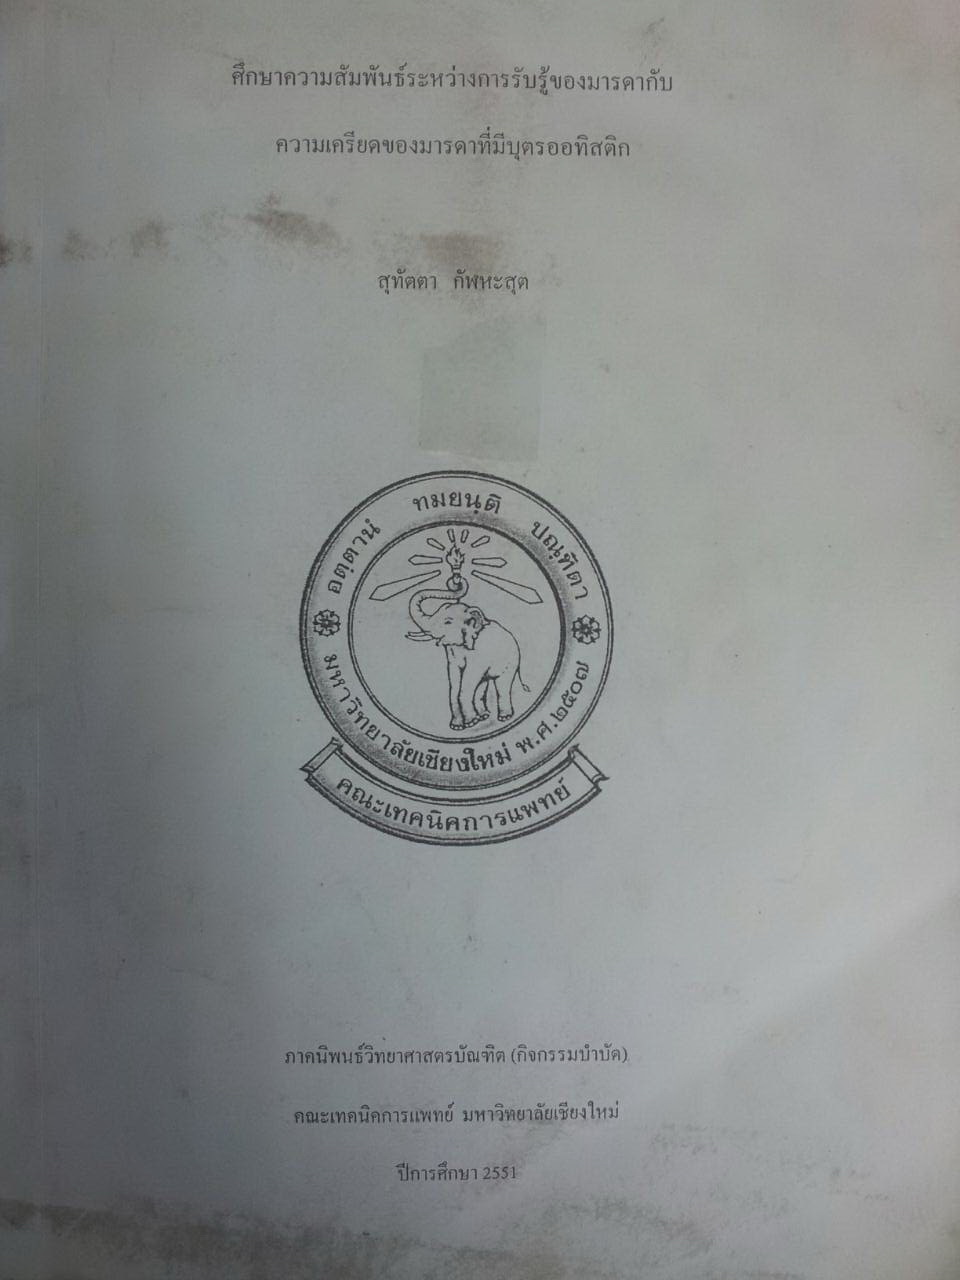 ศึกษาความสัมพันธ์ระหว่างการรับรู้ของมารดากับ
ความเครียดของมารดาที่มีบุตรออทิสติก
สุทัตตา กัฬหะสุต
อตฺตานํ ทมยนฺติ ปณฺฑิตา
มหาวิทยาลัยเชียงใหม่ พ.ศ.๒๕๐๗
คณะเทคนิคการแพทย์
ภาคนิพนธ์วิทยาศาสตรบัณฑิต (กิจกรรมบำบัด)
คณะเทคนิคการแพทย์ มหาวิทยาลัยเชียงใหม่
ปีการศึกษา 2551